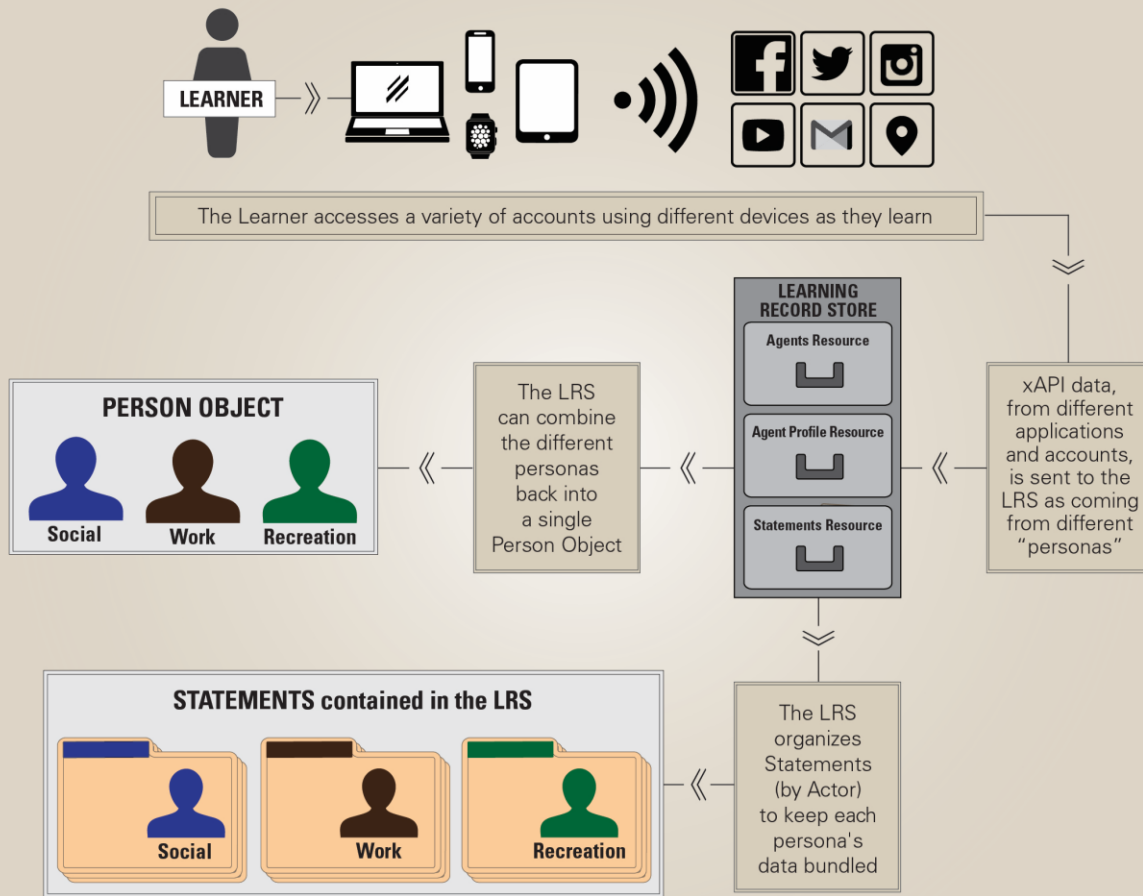 LEARNER
The Learner accesses a variety of accounts using different devices as they learn
LEARNING
RECORD STORE
Agents Resource
Agent Profile Resource
Statements Resource
xAPI data,
from different
applications
and accounts,
is sent to the
LRS as coming
from different
“personas”
The LRS
can combine
the different
personas
back into
a single
Person Object
PERSON OBJECT
Social
Work
Recreation
The LRS
organizes
Statements
(by Actor)
to keep each
persona's
data bundled
STATEMENTS contained in the LRS
Social
Work
Recreation